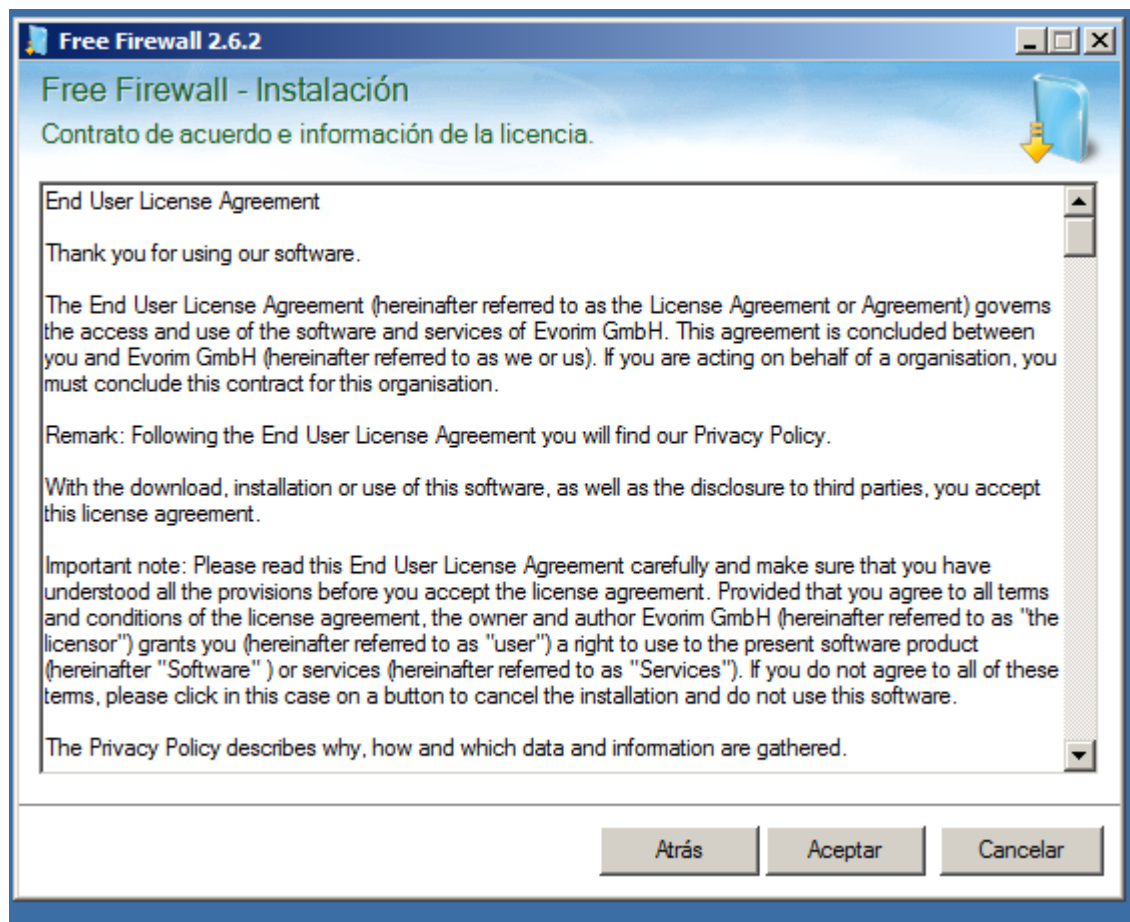 Free Firewall 2.6.2
Free Firewall - Instalación
Contrato de acuerdo e información de la licencia.
End User License Agreement
Thank you for using our software.
The End User License Agreement (hereinafter referred to as the License Agreement or Agreement) governs
the access and use of the software and services of Evorim GmbH. This agreement is concluded between
you and Evorim GmbH (hereinafter referred to as we or us). If you are acting on behalf of a organisation, you
must conclude this contract for this organisation.
Remark: Following the End User License Agreement you will find our Privacy Policy.
With the download, installation or use of this software, as well as the disclosure to third parties, you accept
this license agreement.
Important note: Please read this End User License Agreement carefully and make sure that you have
understood all the provisions before you accept the license agreement. Provided that you agree to all terms
and conditions of the license agreement, the owner and author Evorim GmbH (hereinafter referred to as "the
licensor") grants you (hereinafter referred to as "user") a right to use to the present software product
(hereinafter "Software" ) or services (hereinafter referred to as "Services"). If you do not agree to all of these
terms, please click in this case on a button to cancel the installation and do not use this software.
The Privacy Policy describes why, how and which data and information are gathered.
Atrás
Aceptar
Cancelar